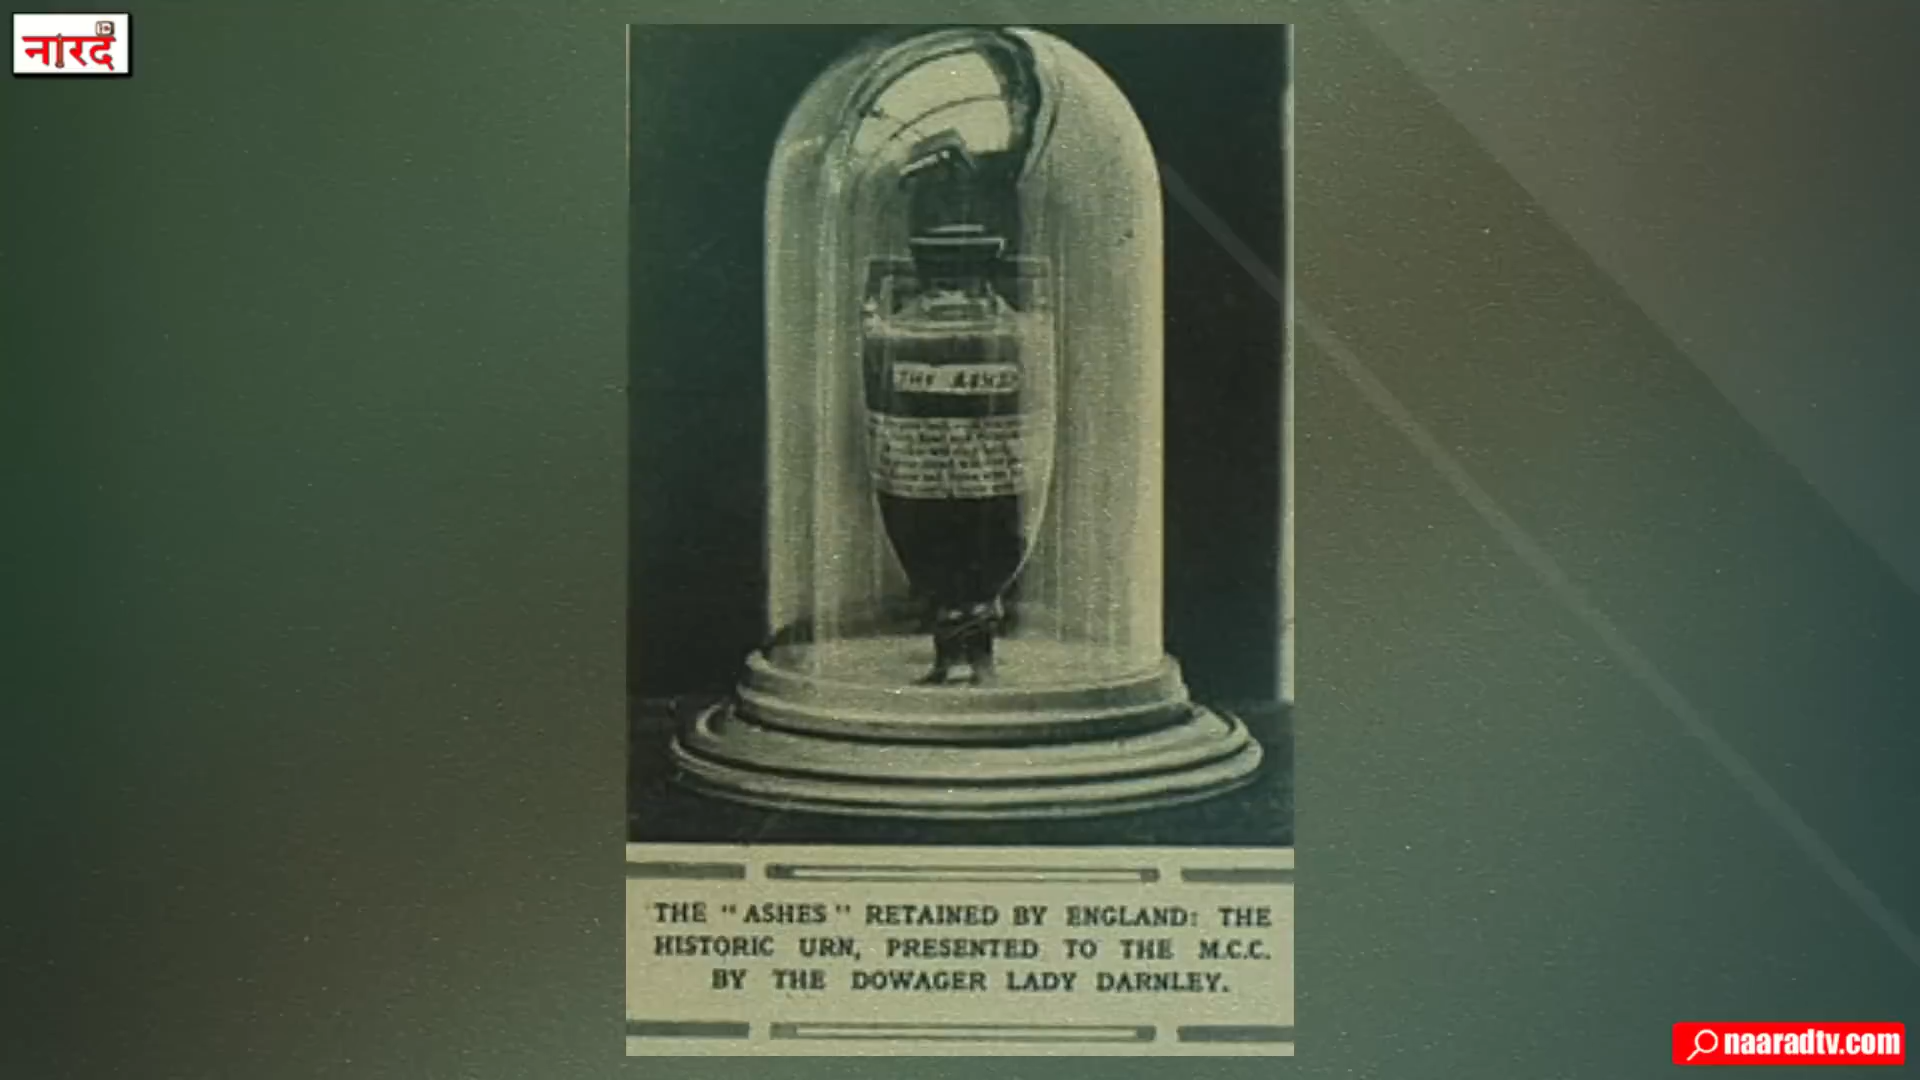 नारद
THE ASHES
THE "ASHES" RETAINED BY ENGLAND: THE
HISTORIC URN, PRESENTED TO THE M.C.C.
BY THE DOWAGER LADY DARNLEY.
naaradtv.com